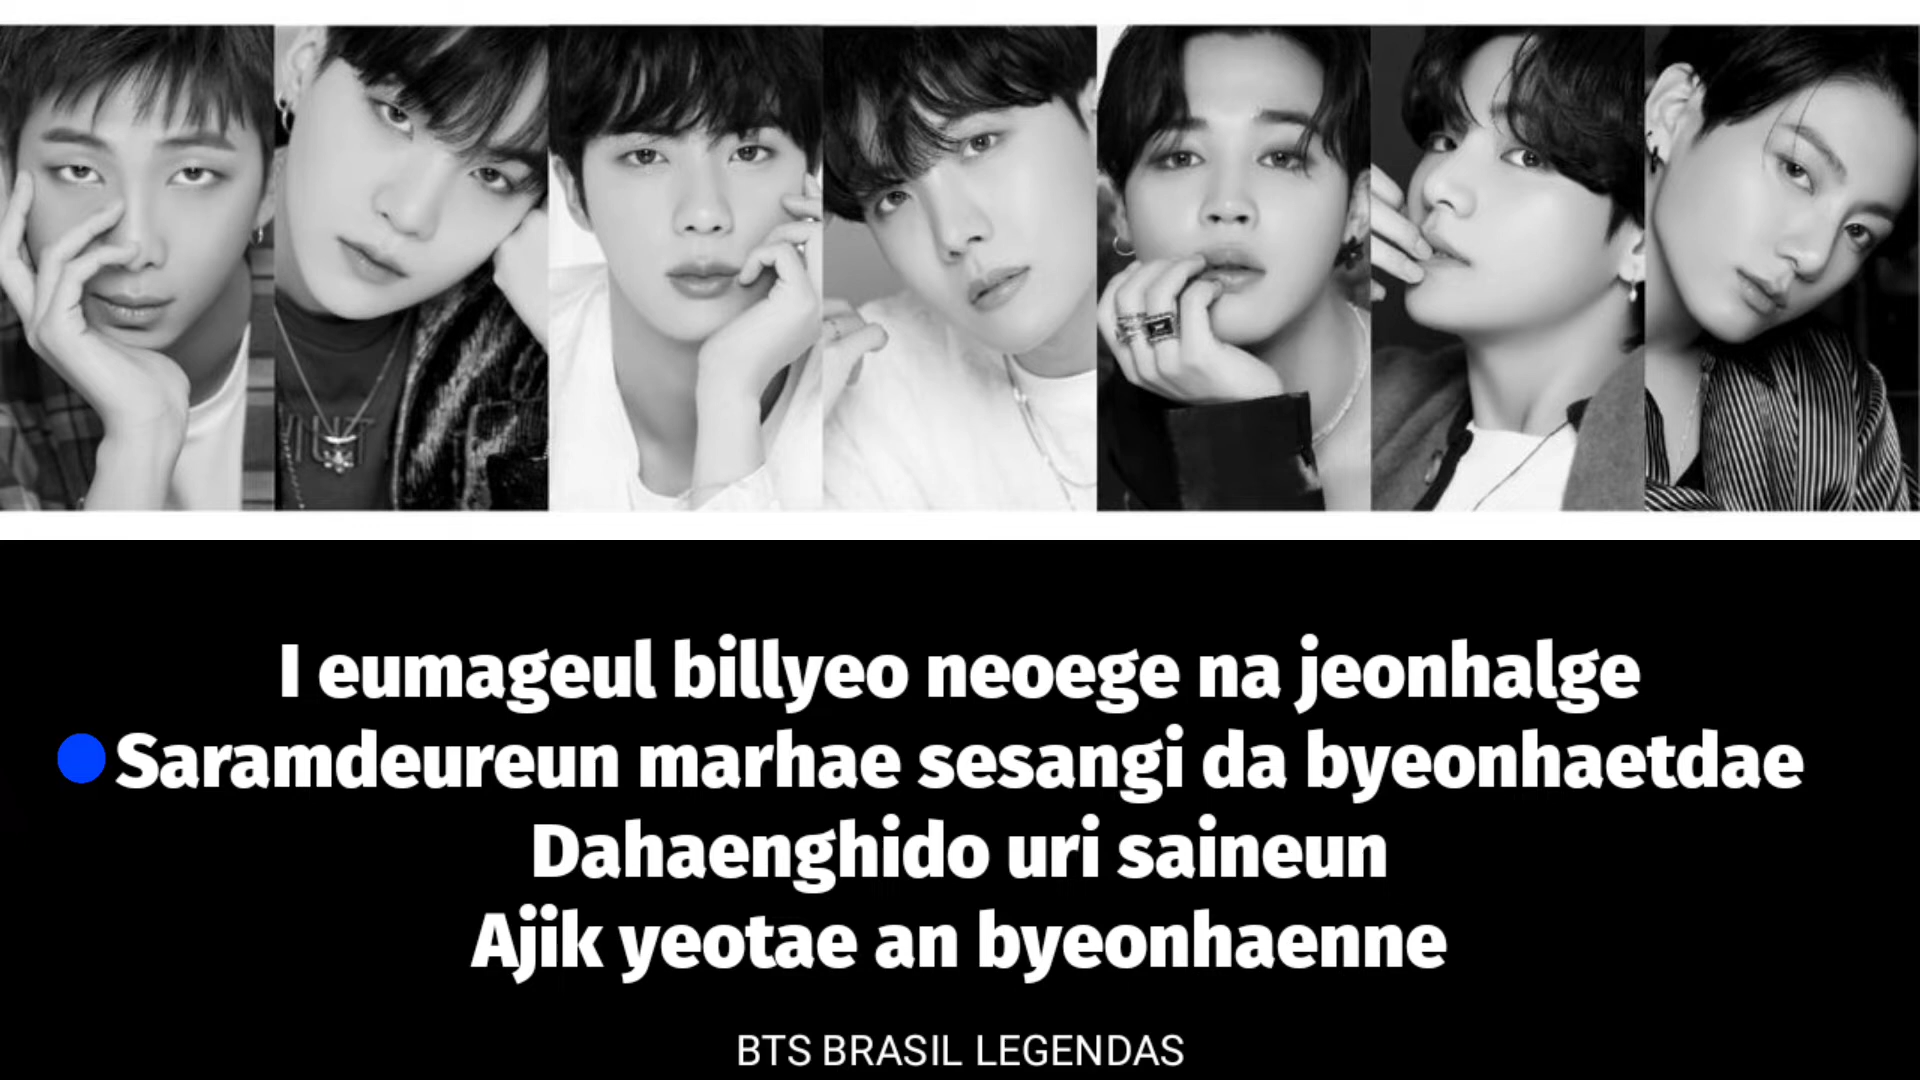 I eumageul billyeo neoege na jeonhalge
Saramdeureun marhae sesangi da byeonhaetdae
Dahaenghido uri saineun
Ajik yeotae an byeonhaenne
BTS BRASIL LEGENDAS